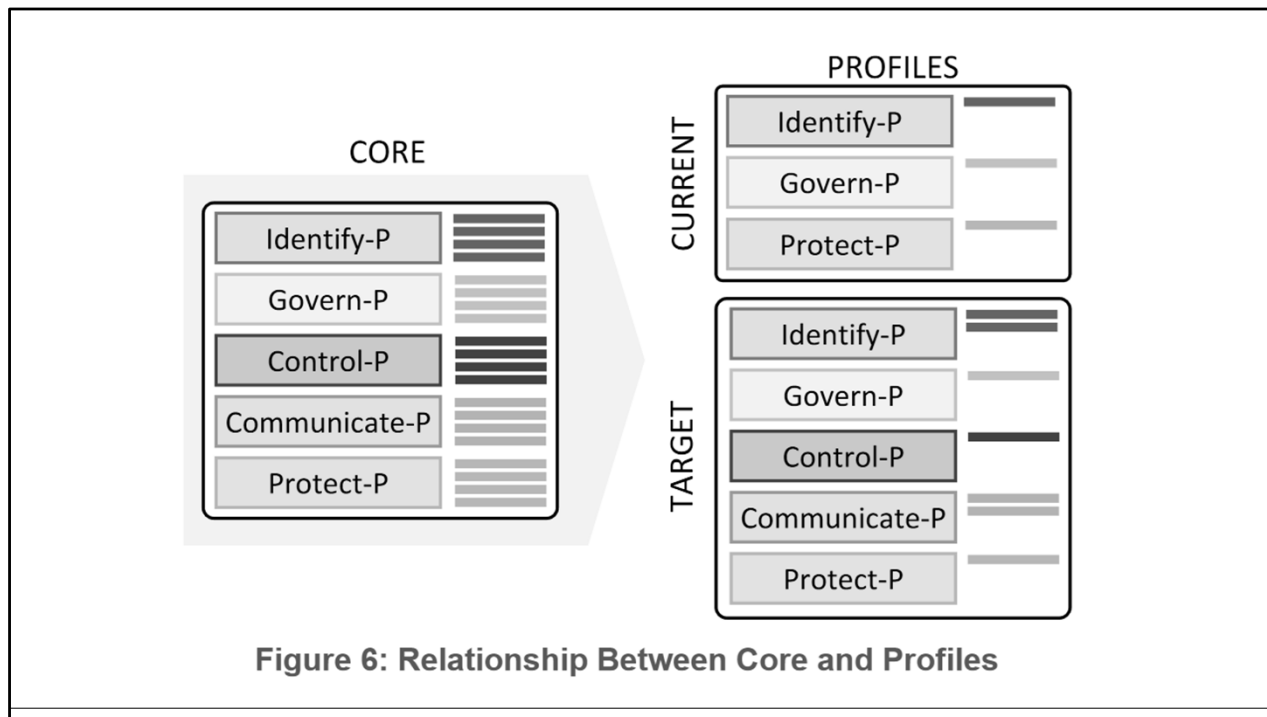 CORE
Identify-P
Govern-P
Control-P
Communicate-P
Protect-P
PROFILES
CURRENT
Identify-P
Govern-P
Protect-P
TARGET
Identify-P
Govern-P
Control-P
Communicate-P
Protect-P
Figure 6: Relationship Between Core and Profiles